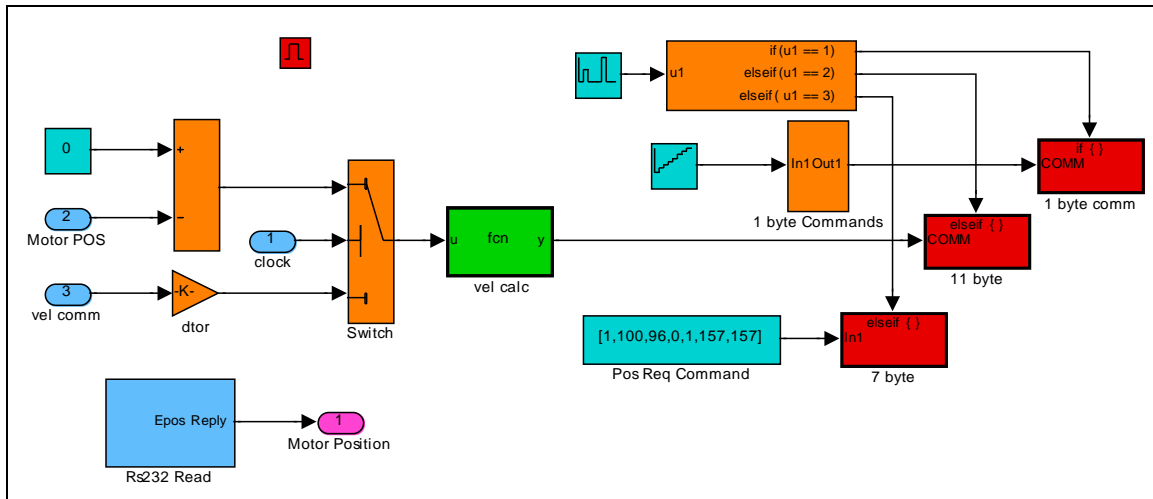 if(u1 == 1)
u1
elseif(u1 == 2)
elseif( u1 == 3)
0
+
2
−
Motor POS
In1
Out1
1 byte Commands
if { }
COMM
1 byte comm
1
clock
u
fcn
y
vel calc
elseif { }
COMM
11 byte
3
vel comm
-K-
dtor
Switch
[1,100,96,0,1,157,157]
Pos Req Command
elseif { }
In1
7 byte
Epos Reply
Rs232 Read
1
Motor Position